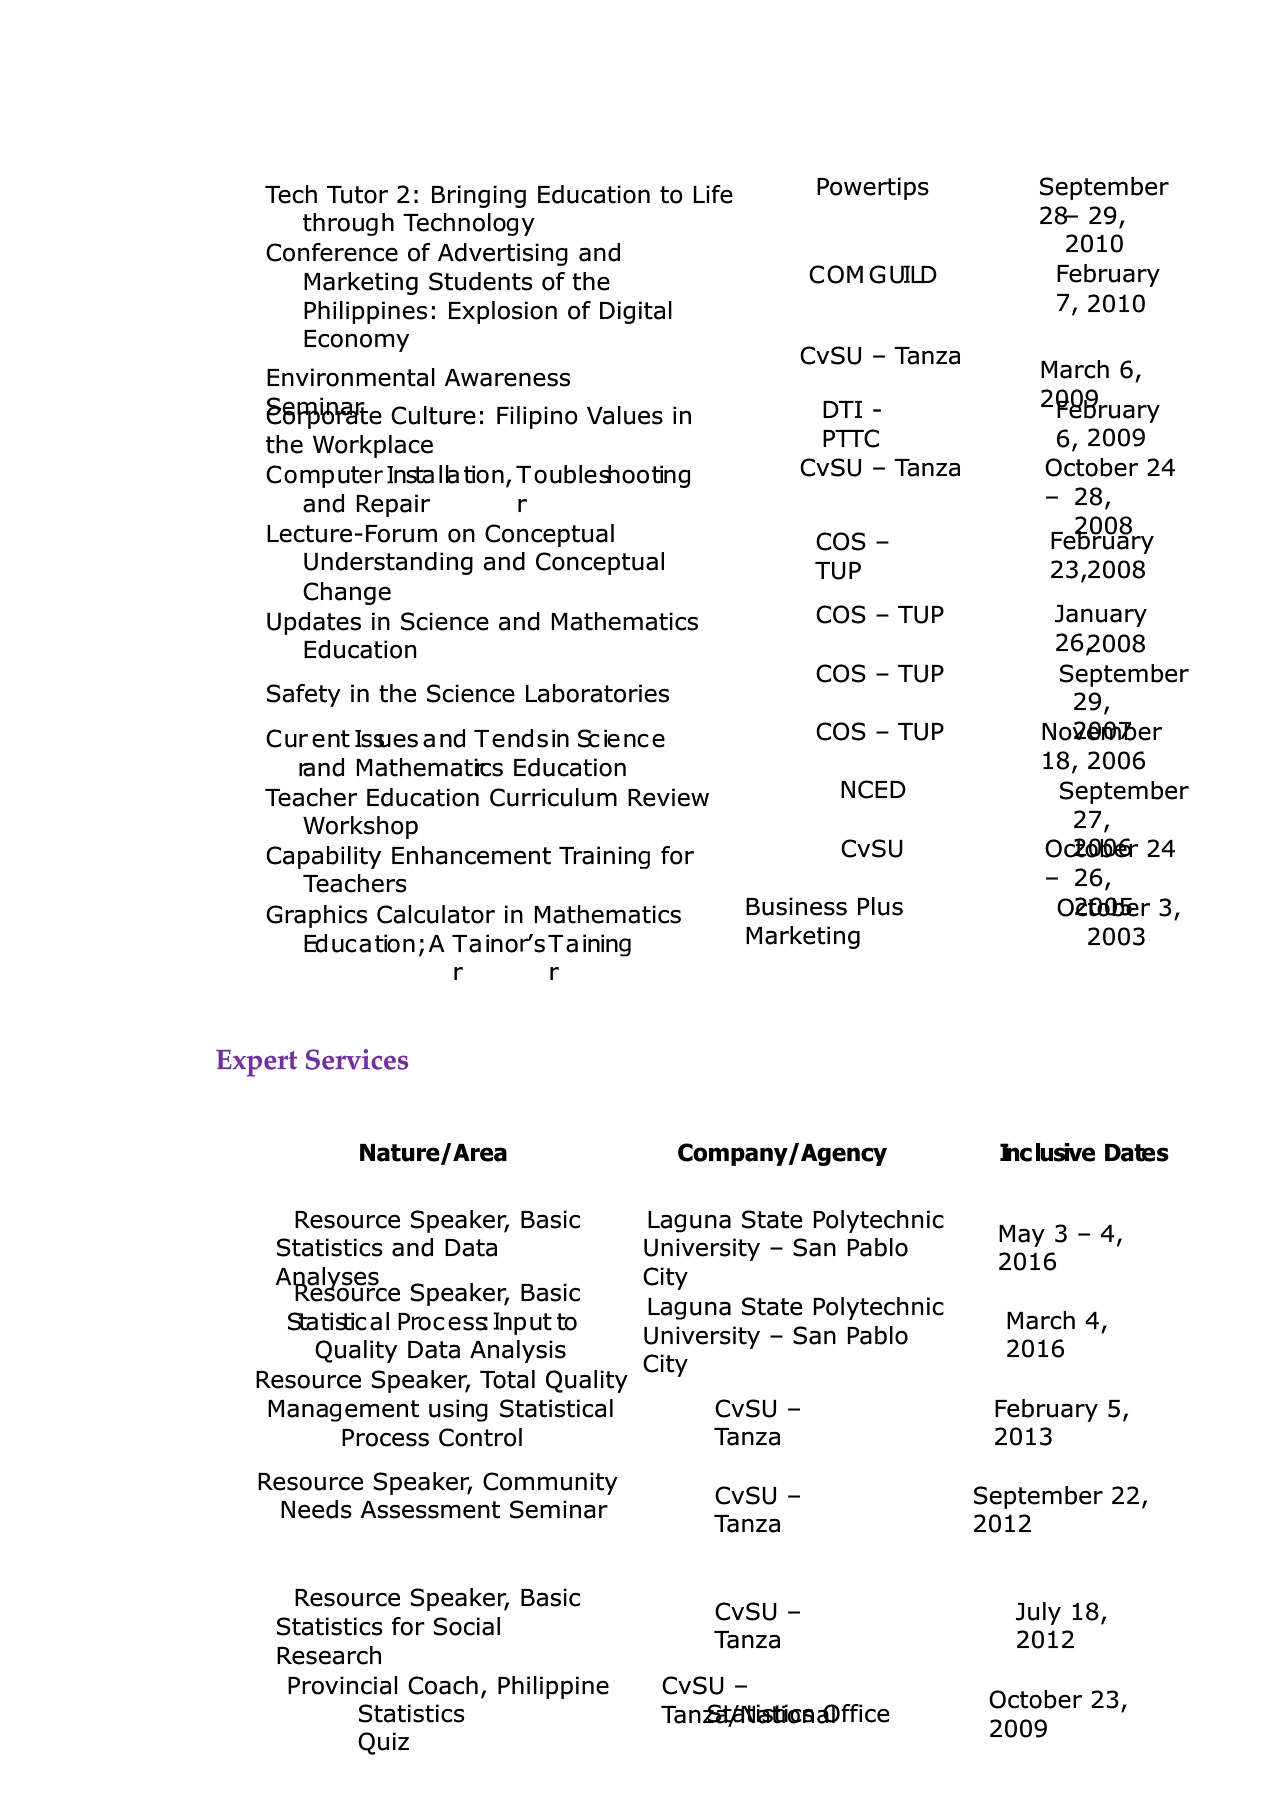 Tech Tutor 2: Bringing Education to Life through Technology Powertips September 28– 29, 2010
Conference of Advertising and Marketing Students of the Philippines: Explosion of Digital Economy COM GUILD February 7, 2010
Environmental Awareness Seminar CvSU – Tanza March 6, 2009
Corporate Culture: Filipino Values in the Workplace DTI - PTTC February 6, 2009
Computer Installation, Troubleshooting and Repair CvSU – Tanza October 24 – 28, 2008
Lecture-Forum on Conceptual Understanding and Conceptual Change COS – TUP February 23, 2008
Updates in Science and Mathematics Education COS – TUP January 26, 2008
Safety in the Science Laboratories COS – TUP September 29, 2007
Current Issues and Trends in Science and Mathematics Education COS – TUP November 18, 2006
Teacher Education Curriculum Review Workshop NCED September 27, 2006
Capability Enhancement Training for Teachers CvSU October 24 – 26, 2005
Graphics Calculator in Mathematics Education; A Trainor’s Training Business Plus Marketing October 3, 2003
Expert Services
Nature/Area Company/Agency Inclusive Dates
Resource Speaker, Basic Statistics and Data Analyses Laguna State Polytechnic University – San Pablo City May 3 – 4, 2016
Resource Speaker, Basic Statistical Process: Input to Quality Data Analysis Laguna State Polytechnic University – San Pablo City March 4, 2016
Resource Speaker, Total Quality Management using Statistical Process Control CvSU – Tanza February 5, 2013
Resource Speaker, Community Needs Assessment Seminar CvSU – Tanza September 22, 2012
Resource Speaker, Basic Statistics for Social Research CvSU – Tanza July 18, 2012
Provincial Coach, Philippine Statistics Quiz CvSU – Tanza/National Statistics Office October 23, 2009